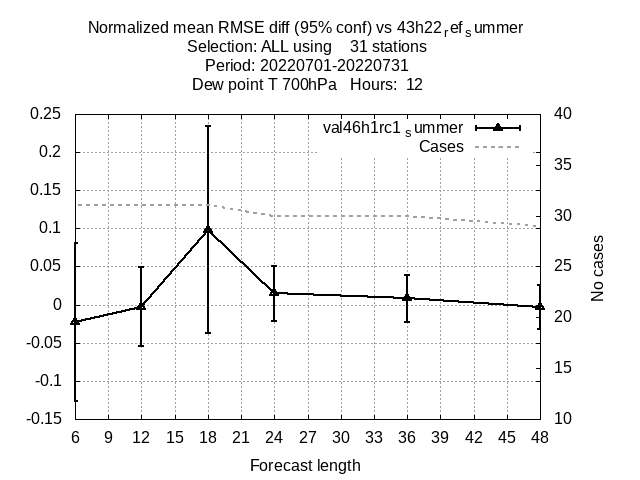 Normalized mean RMSE diff (95% conf) vs 43h22refsummer
Selection: ALL using 31 stations
Period: 20220701-20220731
Dew point T 700hPa Hours: 12
val46h1rc1summer
Cases
0.25
0.2
0.15
0.1
0.05
0
-0.05
-0.1
-0.15
40
35
30
25
20
15
10
No cases
6 9 12 15 18 21 24 27 30 33 36 39 42 45 48
Forecast length